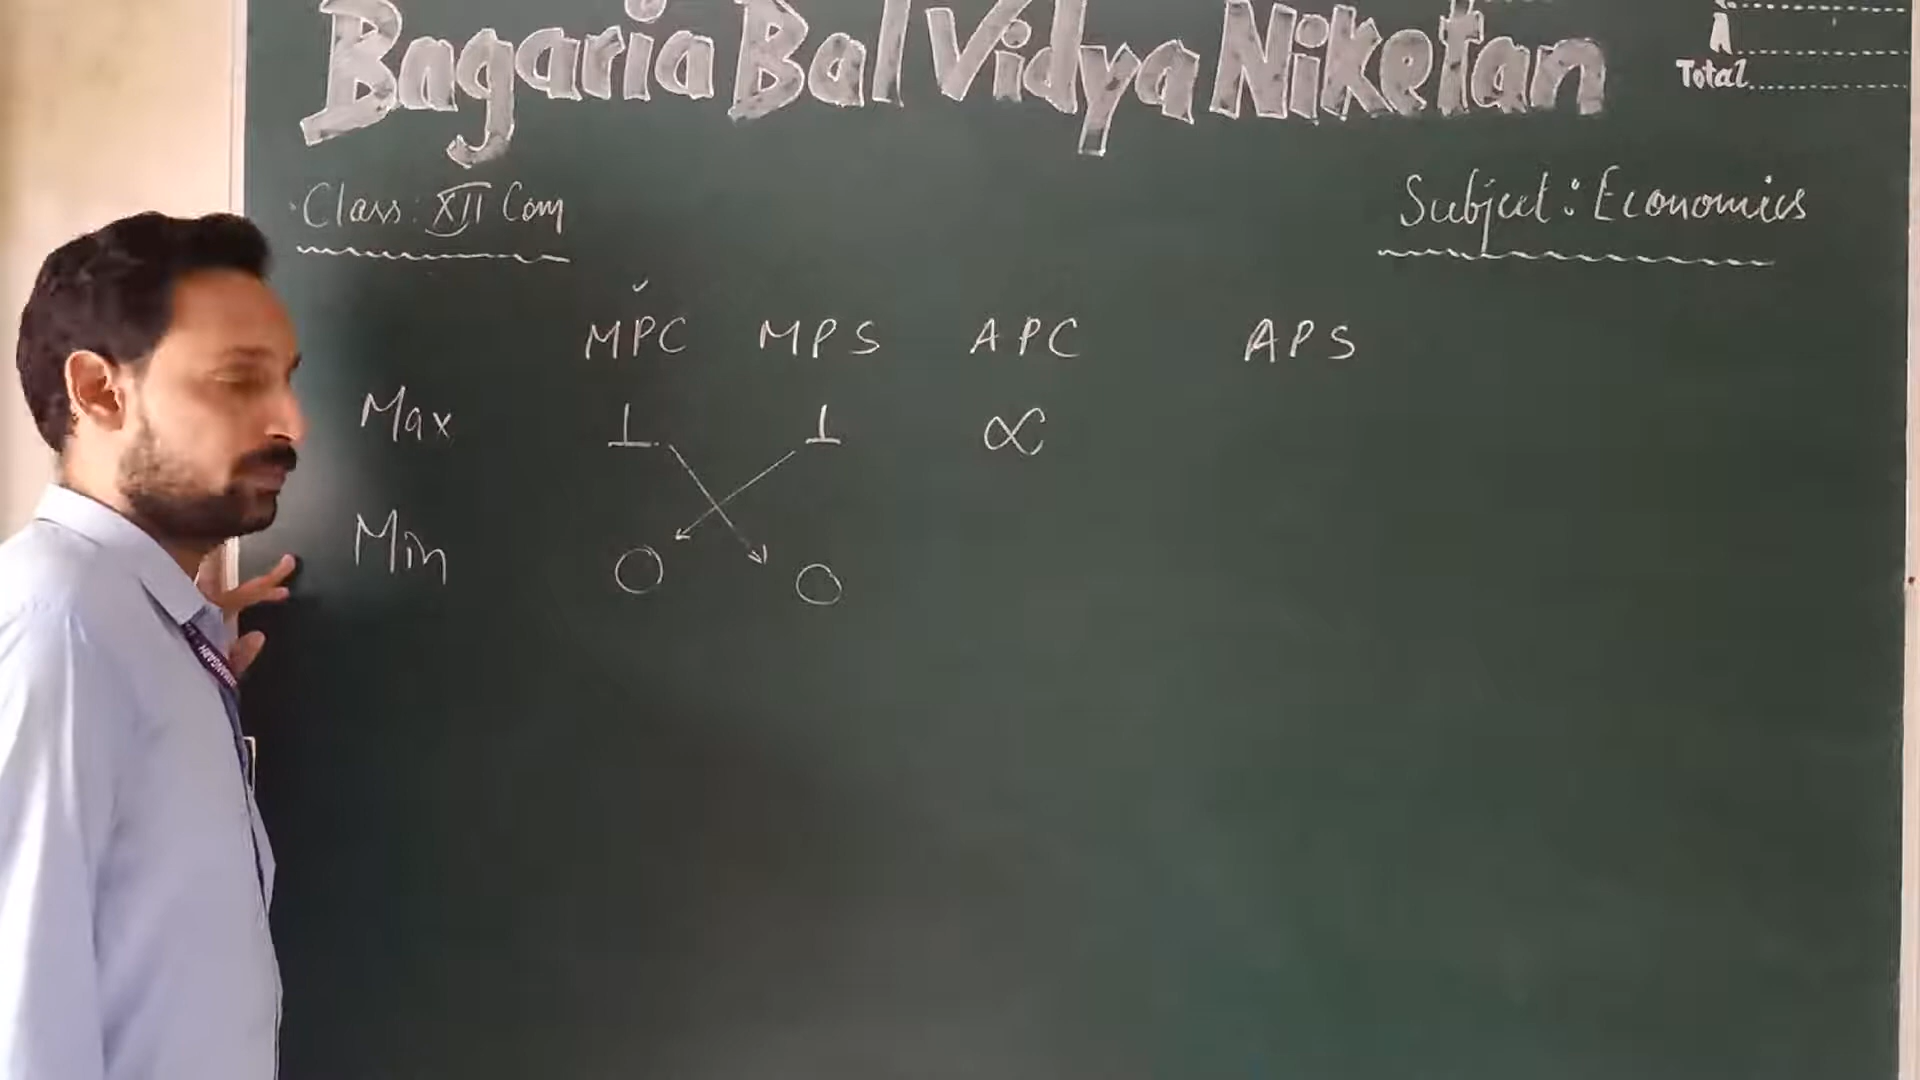 Bagaria Bal Vidya Niketan
A
Total
Class: XII Com
Subject: Economics
MPC MPS APC APS
Max 1 1 ∝
Min 0 0